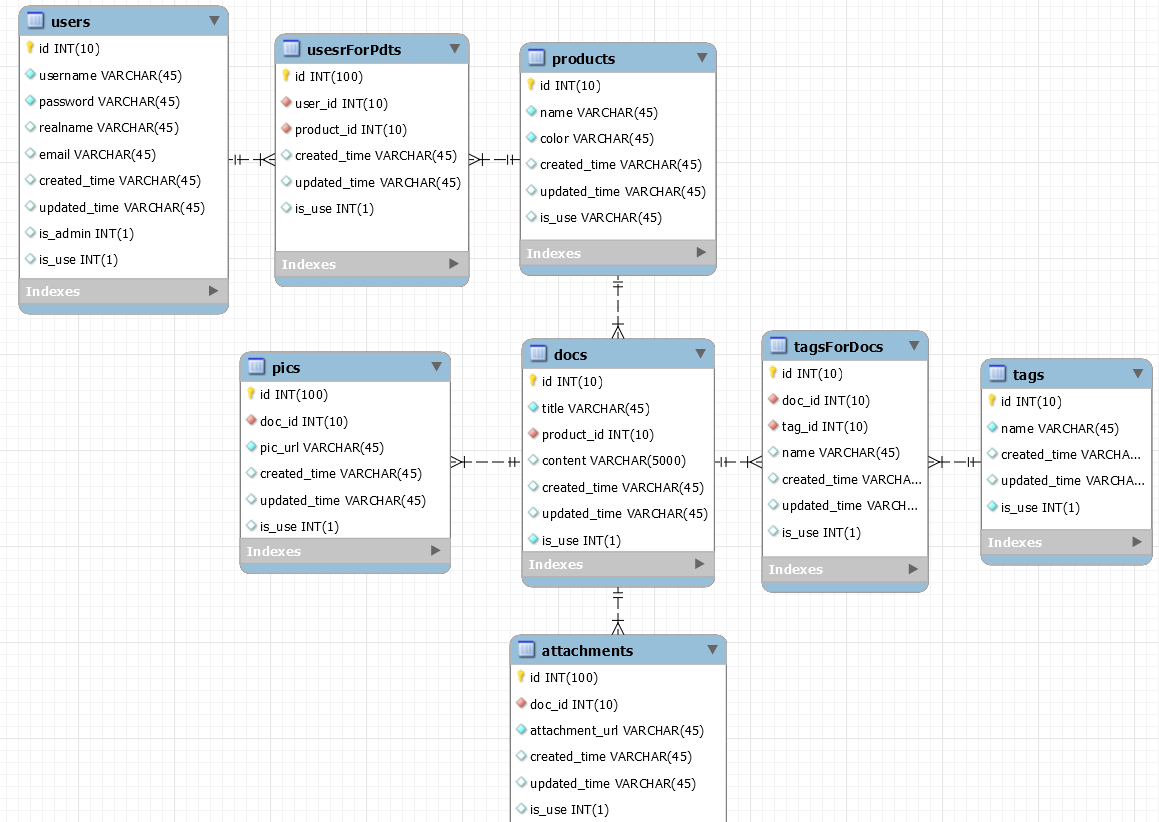 users
id INT(10)
username VARCHAR(45)
password VARCHAR(45)
realname VARCHAR(45)
email VARCHAR(45)
created_time VARCHAR(45)
updated_time VARCHAR(45)
is_admin INT(1)
is_use INT(1)
Indexes
usesrForPdts
id INT(100)
user_id INT(10)
product_id INT(10)
created_time VARCHAR(45)
updated_time VARCHAR(45)
is_use INT(1)
Indexes
products
id INT(10)
name VARCHAR(45)
color VARCHAR(45)
created_time VARCHAR(45)
updated_time VARCHAR(45)
is_use VARCHAR(45)
Indexes
pics
id INT(100)
doc_id INT(10)
pic_url VARCHAR(45)
created_time VARCHAR(45)
updated_time VARCHAR(45)
is_use INT(1)
Indexes
docs
id INT(10)
title VARCHAR(45)
product_id INT(10)
content VARCHAR(5000)
created_time VARCHAR(45)
updated_time VARCHAR(45)
is_use INT(1)
Indexes
tagsForDocs
id INT(10)
doc_id INT(10)
tag_id INT(10)
name VARCHAR(45)
created_time VARCHA...
updated_time VARCH...
is_use INT(1)
Indexes
tags
id INT(10)
name VARCHAR(45)
created_time VARCHA...
updated_time VARCHA...
is_use INT(1)
Indexes
attachments
id INT(100)
doc_id INT(10)
attachment_url VARCHAR(45)
created_time VARCHAR(45)
updated_time VARCHAR(45)
is_use INT(1)